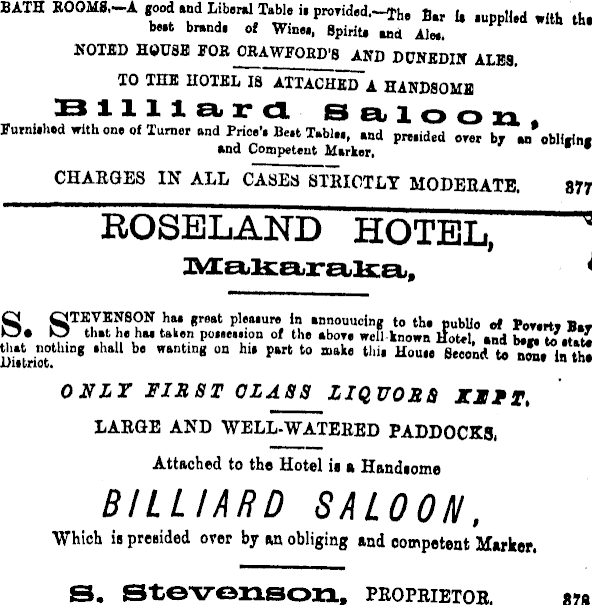 BATH ROOMS.—A good and Liberal Table is provided.—The Bar is supplied with the
best brands of Wines, Spirits and Ales.
NOTED HOUSE FOR CRAWFORD'S AND DUNEDIN ALES.
TO THE HOTEL IS ATTACHED A HANDSOME
Billiard Saloon,
Furnished with one of Turner and Price's Best Tables, and presided over by an obliging
and Competent Marker.
CHARGES IN ALL CASES STRICTLY MODERATE. 377
ROSELAND HOTEL,
Makaraka,
S. STEVENSON has great pleasure in annouucing to the public of Poverty Bay
that he has taken possession of the above well-known Hotel, and begs to state
that nothing shall be wanting on his part to make this House Second to none in the
District.
ONLY FIRST CLASS LIQUORS KEPT.
LARGE AND WELL-WATERED PADDOCKS.
Attached to the Hotel is a Handsome
BILLIARD SALOON,
Which is presided over by an obliging and competent Marker.
S. Stevenson, PROPRIETOR. 378